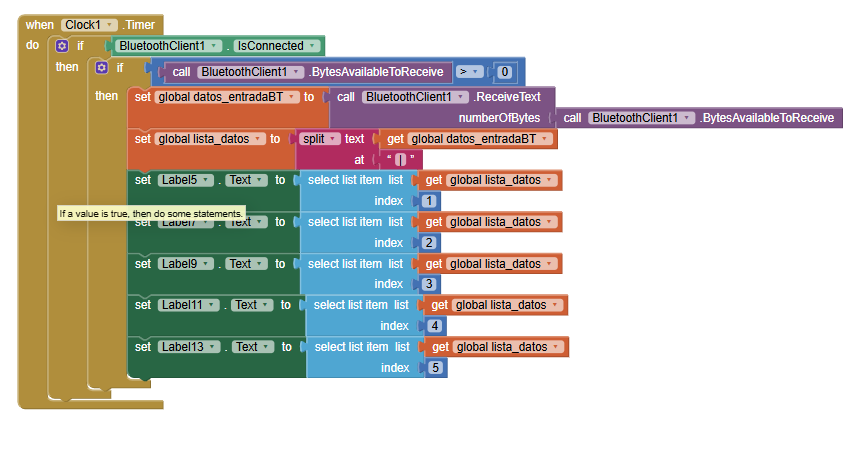 when Clock1 .Timer
do if BluetoothClient1 . IsConnected
then if call BluetoothClient1 .BytesAvailableToReceive > 0
then set global datos_entradaBT to call BluetoothClient1 .ReceiveText
numberOfBytes call BluetoothClient1 .BytesAvailableToReceive
set global lista_datos to split text get global datos_entradaBT
at " | "
set Label5 . Text to select list item list get global lista_datos
index 1
If a value is true, then do some statements.
set Label7 . Text to select list item list get global lista_datos
index 2
set Label9 . Text to select list item list get global lista_datos
index 3
set Label11 . Text to select list item list get global lista_datos
index 4
set Label13 . Text to select list item list get global lista_datos
index 5